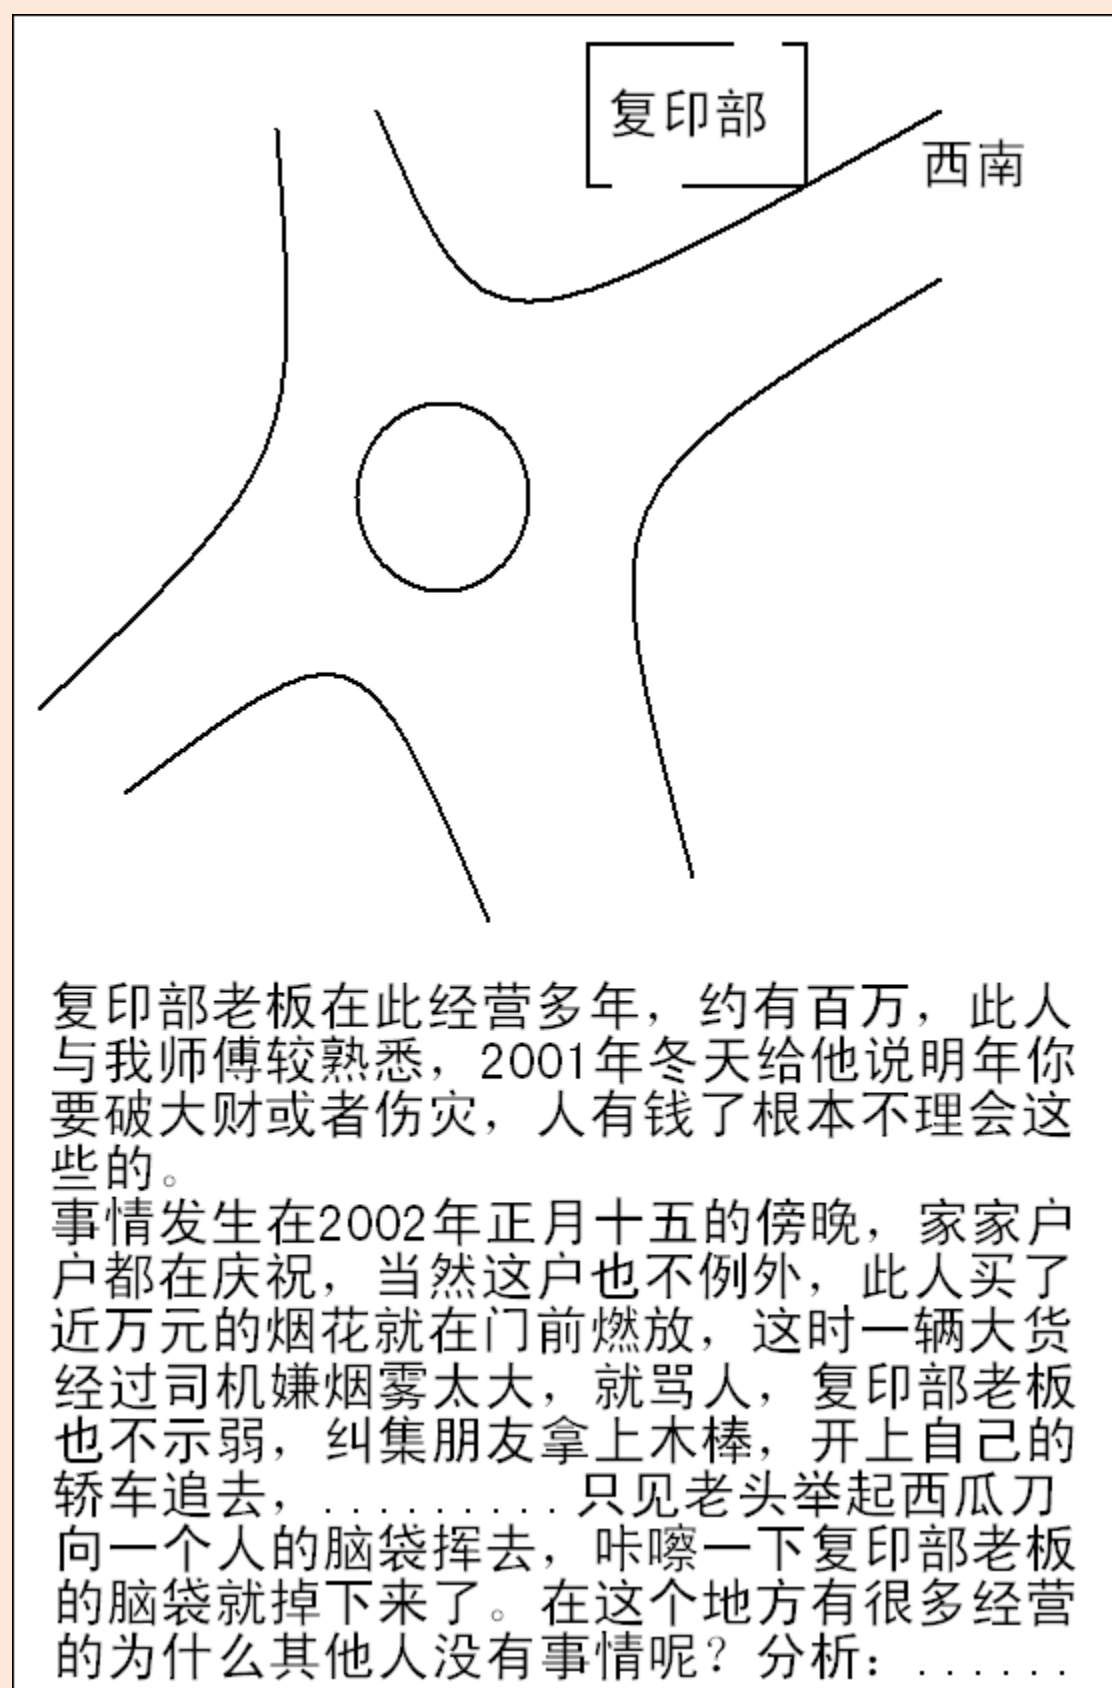 复印部
西南
复印部老板在此经营多年，约有百万，此人
与我师傅较熟悉，2001年冬天给他说明年你
要破大财或者伤灾，人有钱了根本不理会这
些的。
事情发生在2002年正月十五的傍晚，家家户
户都在庆祝，当然这户也不例外，此人买了
近万元的烟花就在门前燃放，这时一辆大货
经过司机嫌烟雾太大，就骂人，复印部老板
也不示弱，纠集朋友拿上木棒，开上自己的
轿车追去，.........只见老头举起西瓜刀
向一个人的脑袋挥去，咔嚓一下复印部老板
的脑袋就掉下来了。在这个地方有很多经营
的为什么其他人没有事情呢？分析：......